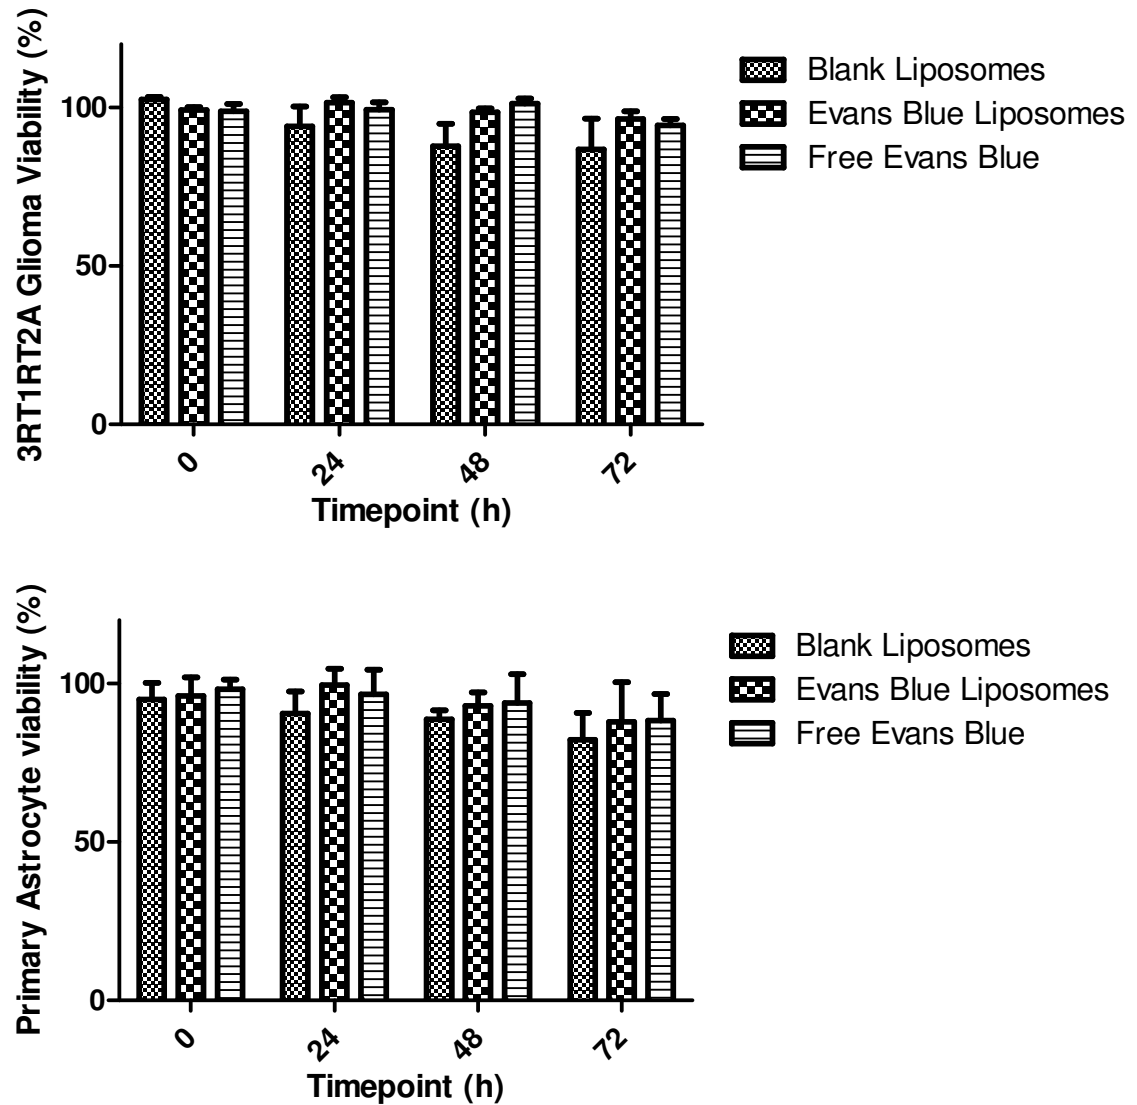 3RT1RT2A Glioma Viability (%)
100
50
0
0
24
48
72
Timepoint (h)
Blank Liposomes
Evans Blue Liposomes
Free Evans Blue
Primary Astrocyte viability (%)
100
50
0
0
24
48
72
Timepoint (h)
Blank Liposomes
Evans Blue Liposomes
Free Evans Blue